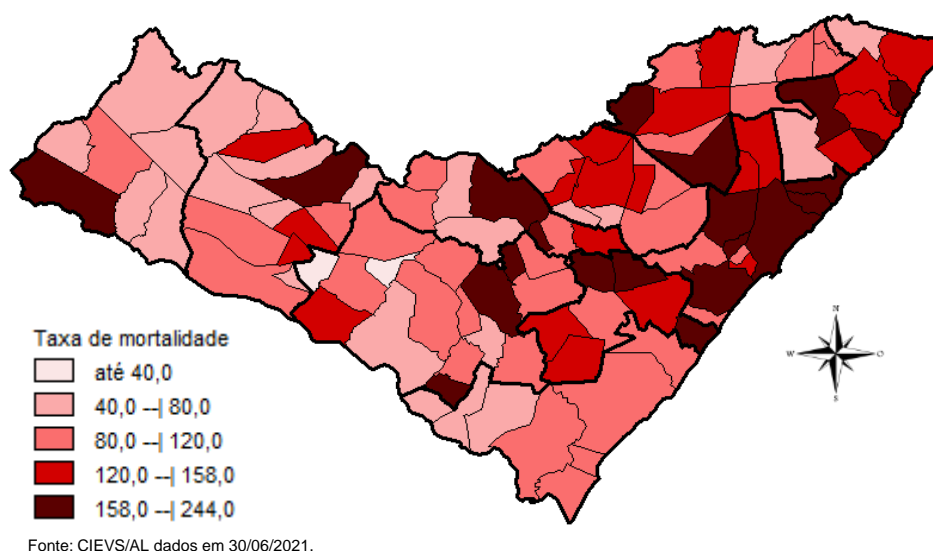 Taxa de mortalidade
até 40,0
40,0 --| 80,0
80,0 --| 120,0
120,0 --| 158,0
158,0 --| 244,0
N
W
O
S
Fonte: CIEVS/AL dados em 30/06/2021.